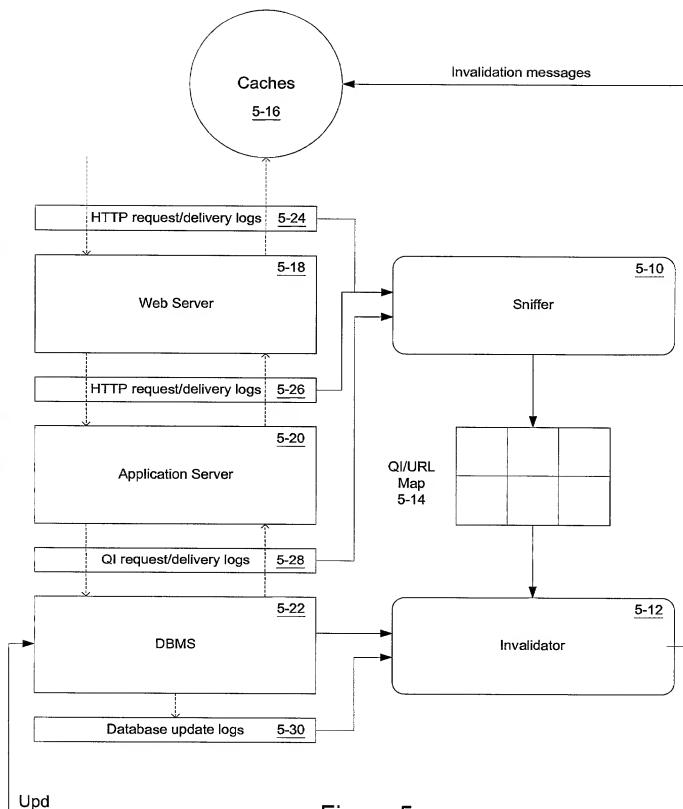 Caches
5-16
Invalidation messages
HTTP request/delivery logs 5-24
5-18
Web Server
5-10
Sniffer
HTTP request/delivery logs 5-26
5-20
Application Server
QI/URL
Map
5-14
QI request/delivery logs 5-28
5-22
DBMS
5-12
Invalidator
Database update logs 5-30
Upd